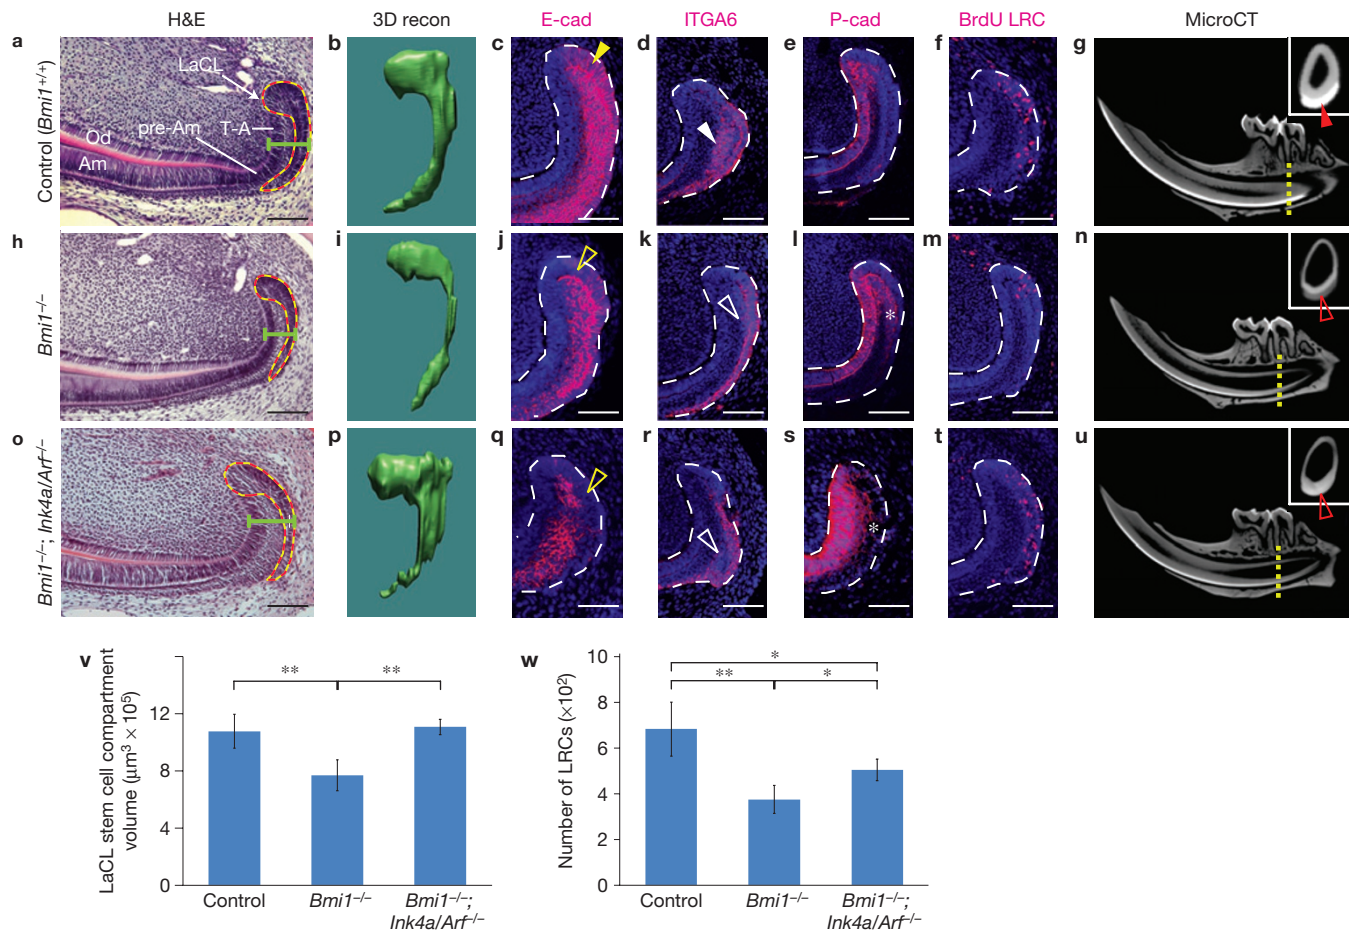 H&E 3D recon E-cad ITGA6 P-cad BrdU LRC MicroCT
a b c d e f g
Control (Bmi1+/+)
LaCL
pre-Am T-A
Od
Am
h i j k l m n
Bmi1–/–
*
o p q r s t u
Bmi1–/–; Ink4a/Arf–/–
*
v
LaCL stem cell compartment
volume (μm³ × 10⁵)
** **
12
8
4
0
Control Bmi1–/– Bmi1–/–;
Ink4a/Arf–/–
w
Number of LRCs (×10²)
*
** *
10
8
6
4
2
0
Control Bmi1–/– Bmi1–/–;
Ink4a/Arf–/–